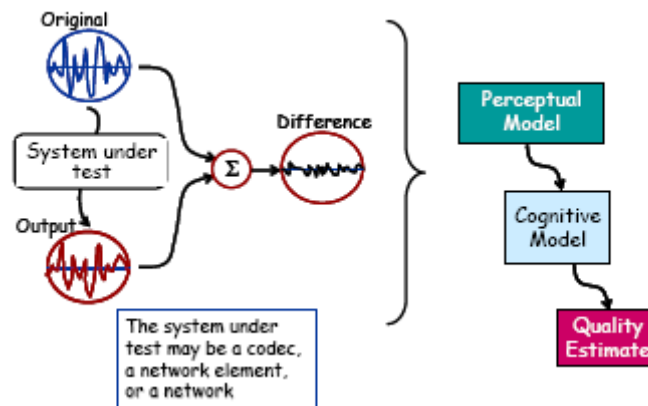 Original
System under
test
Output
Σ
Difference
The system under
test may be a codec,
a network element,
or a network
Perceptual
Model
Cognitive
Model
Quality
Estimate